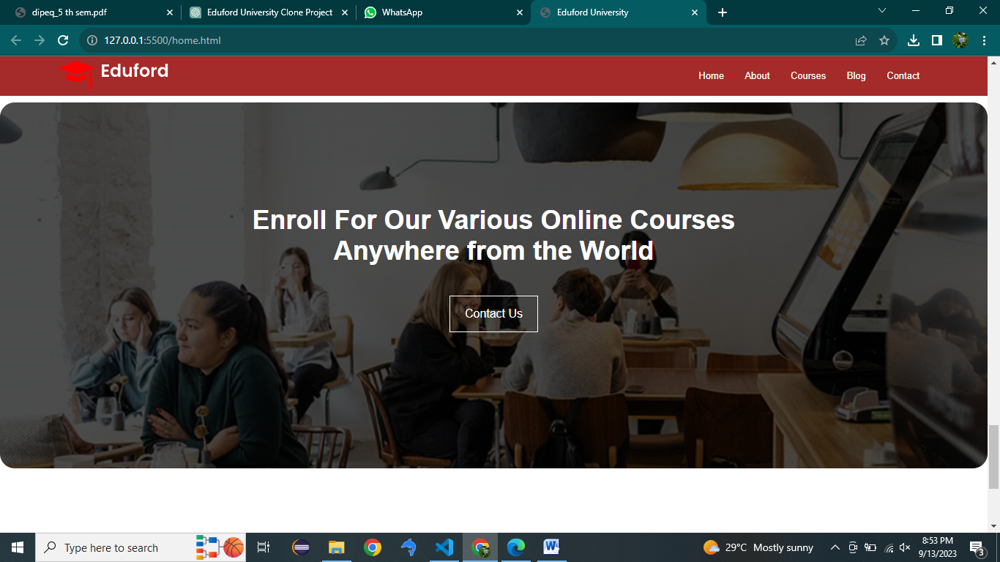 dipeq_5 th sem.pdf
Eduford University Clone Project
WhatsApp
Eduford University
127.0.0.1:5500/home.html
Eduford
Home
About
Courses
Blog
Contact
Enroll For Our Various Online Courses
Anywhere from the World
Contact Us
Type here to search
29°C Mostly sunny
8:53 PM
9/13/2023
3